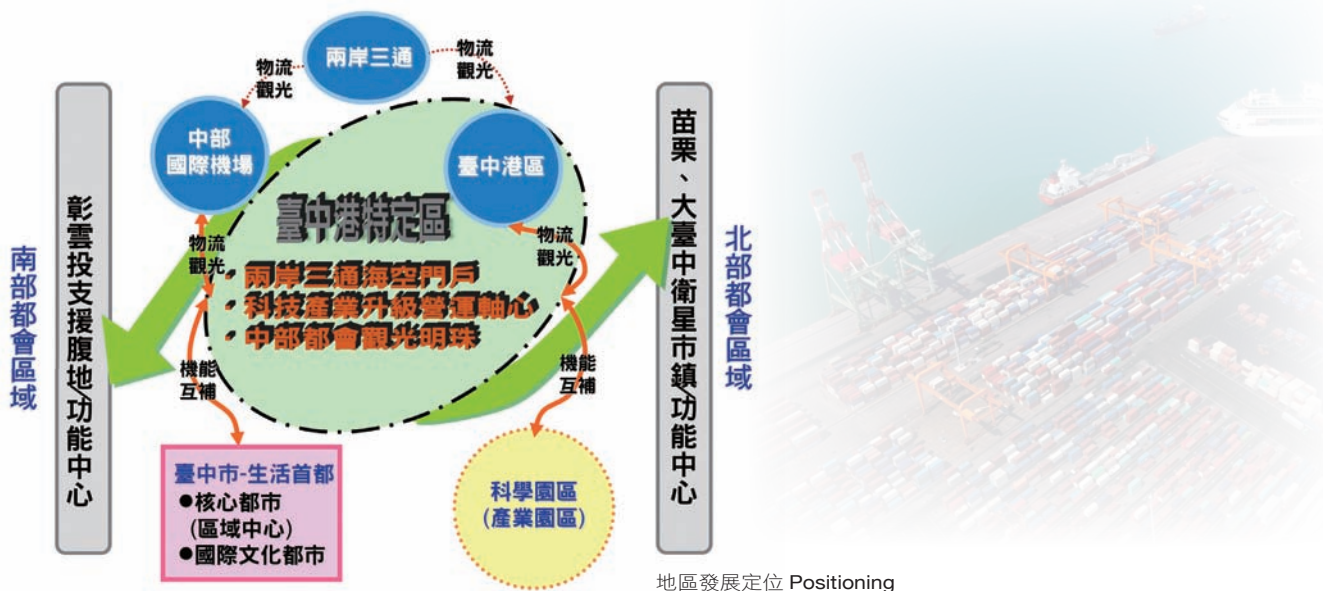 兩岸三通
物流
觀光
物流
觀光
中部
國際機場
臺中港區
臺中港特定區
物流
觀光
物流
觀光
・兩岸三通海空門戶
・科技產業升級營運軸心
・中部都會觀光明珠
機能
互補
機能
互補
南部都會區域
彰雲投支援腹地/功能中心
苗栗、大臺中衛星市鎮/功能中心
北部都會區域
臺中市-生活首都
●核心都市
(區域中心)
●國際文化都市
科學園區
(產業園區)
地區發展定位 Positioning